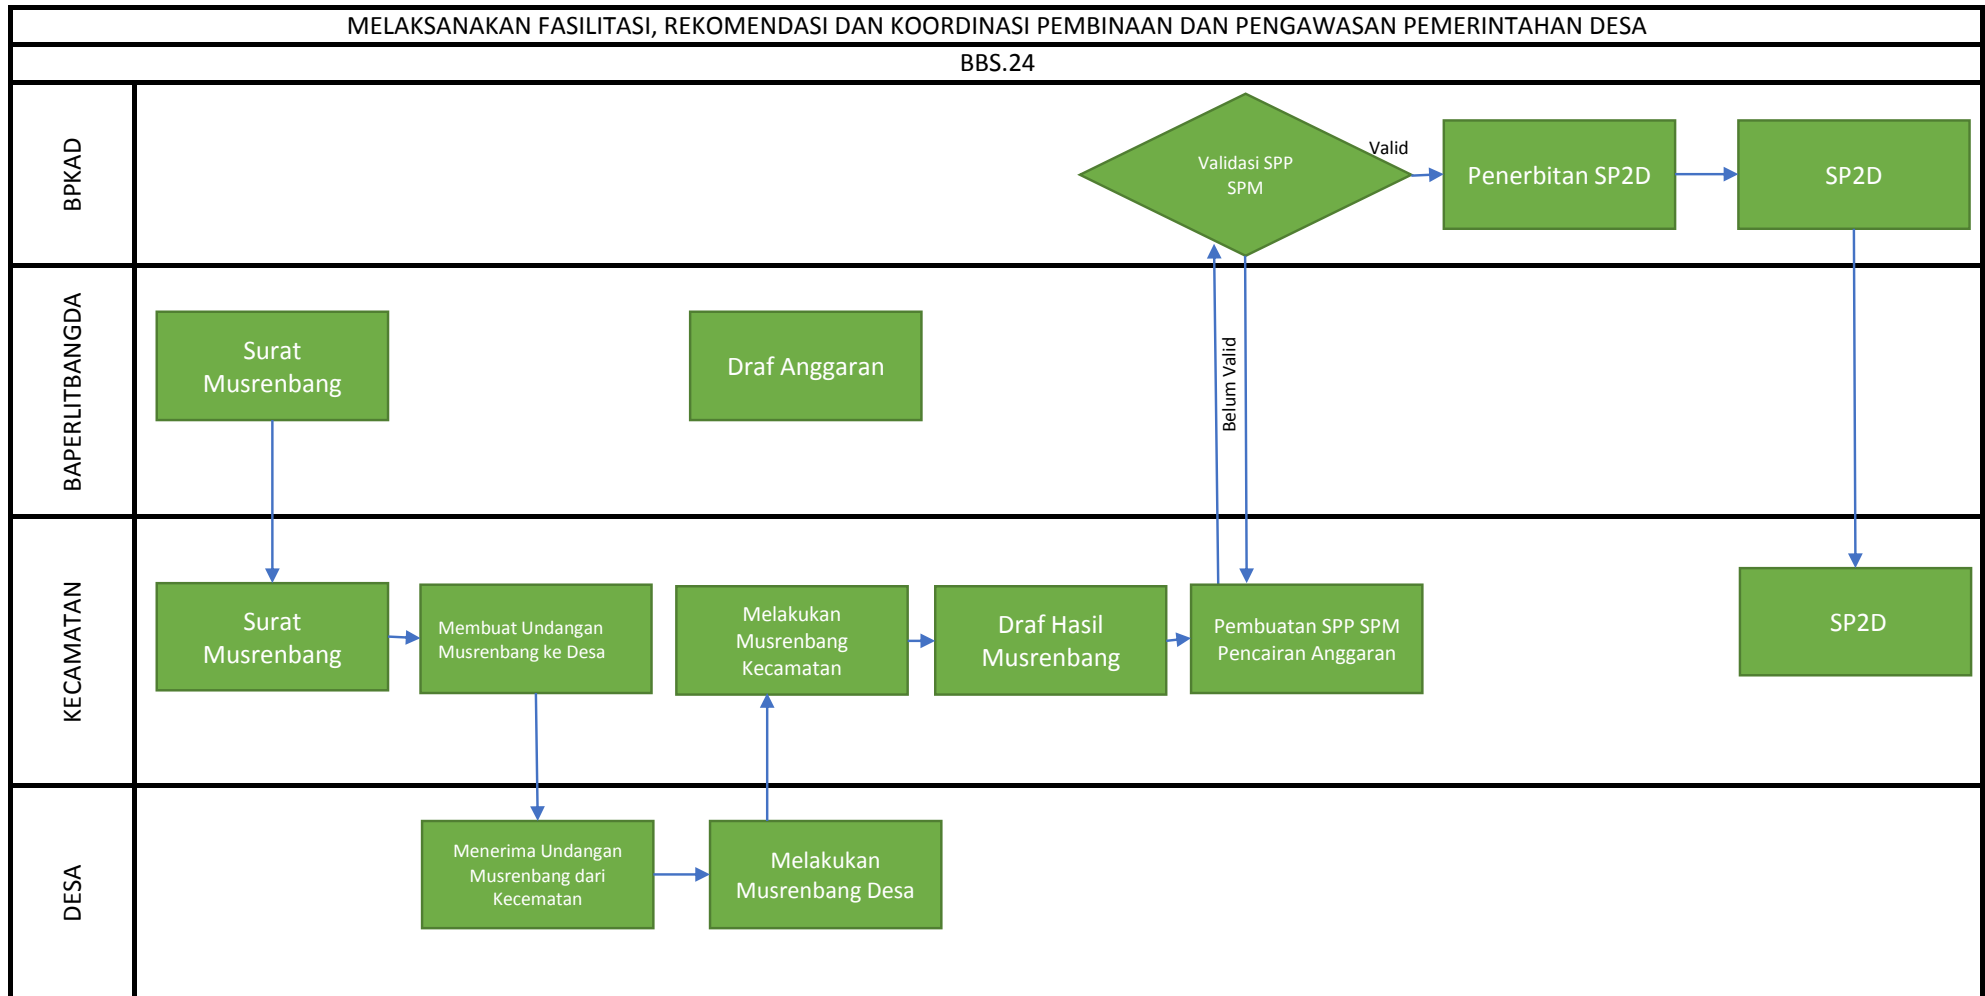 MELAKSANAKAN FASILITASI, REKOMENDASI DAN KOORDINASI PEMBINAAN DAN PENGAWASAN PEMERINTAHAN DESA
BBS.24
BPKAD
Validasi SPP
SPM
Valid
Penerbitan SP2D
SP2D
BAPERLITBANGDA
Surat
Musrenbang
Draf Anggaran
Belum Valid
KECAMATAN
Surat
Musrenbang
Membuat Undangan
Musrenbang ke Desa
Melakukan
Musrenbang
Kecamatan
Draf Hasil
Musrenbang
Pembuatan SPP SPM
Pencairan Anggaran
SP2D
DESA
Menerima Undangan
Musrenbang dari
Kecematan
Melakukan
Musrenbang Desa